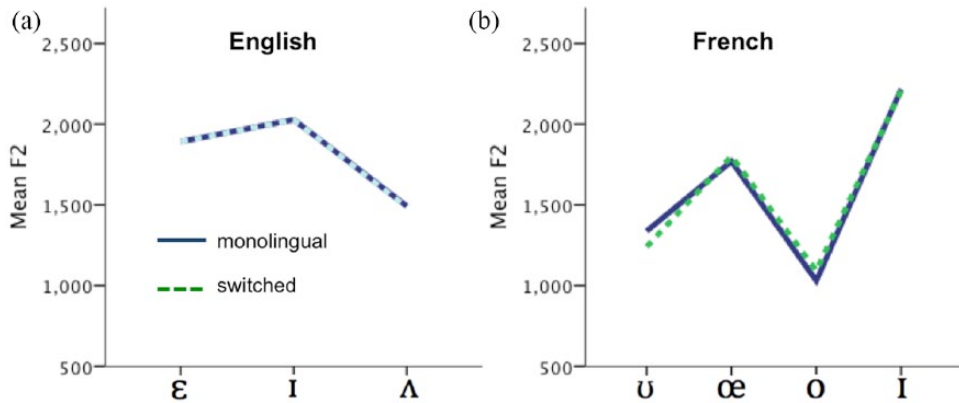 (a)
English
Mean F2
2,500
2,000
1,500
1,000
500
monolingual
switched
ɛ I ʌ
(b)
French
Mean F2
2,500
2,000
1,500
1,000
500
ʊ œ o I